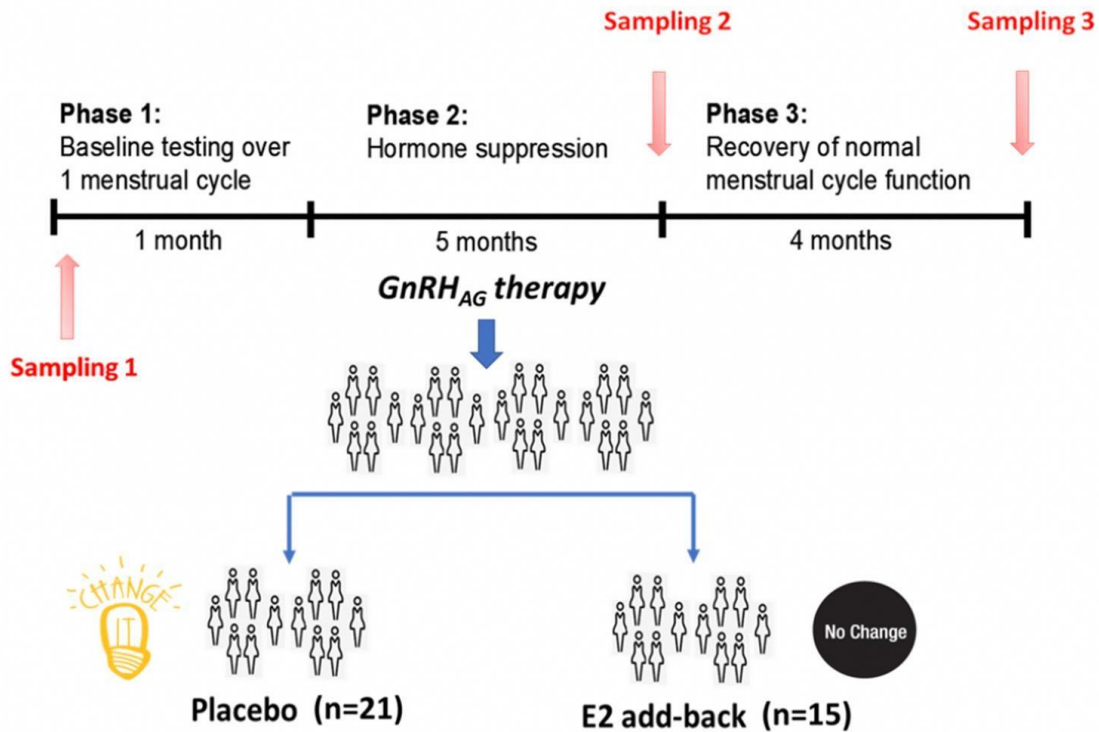 Sampling 2
Sampling 3
Phase 1:
Baseline testing over
1 menstrual cycle
Phase 2:
Hormone suppression
Phase 3:
Recovery of normal
menstrual cycle function
1 month
5 months
4 months
GnRHAG therapy
Sampling 1
CHANGE
IT
No Change
Placebo (n=21)
E2 add-back (n=15)